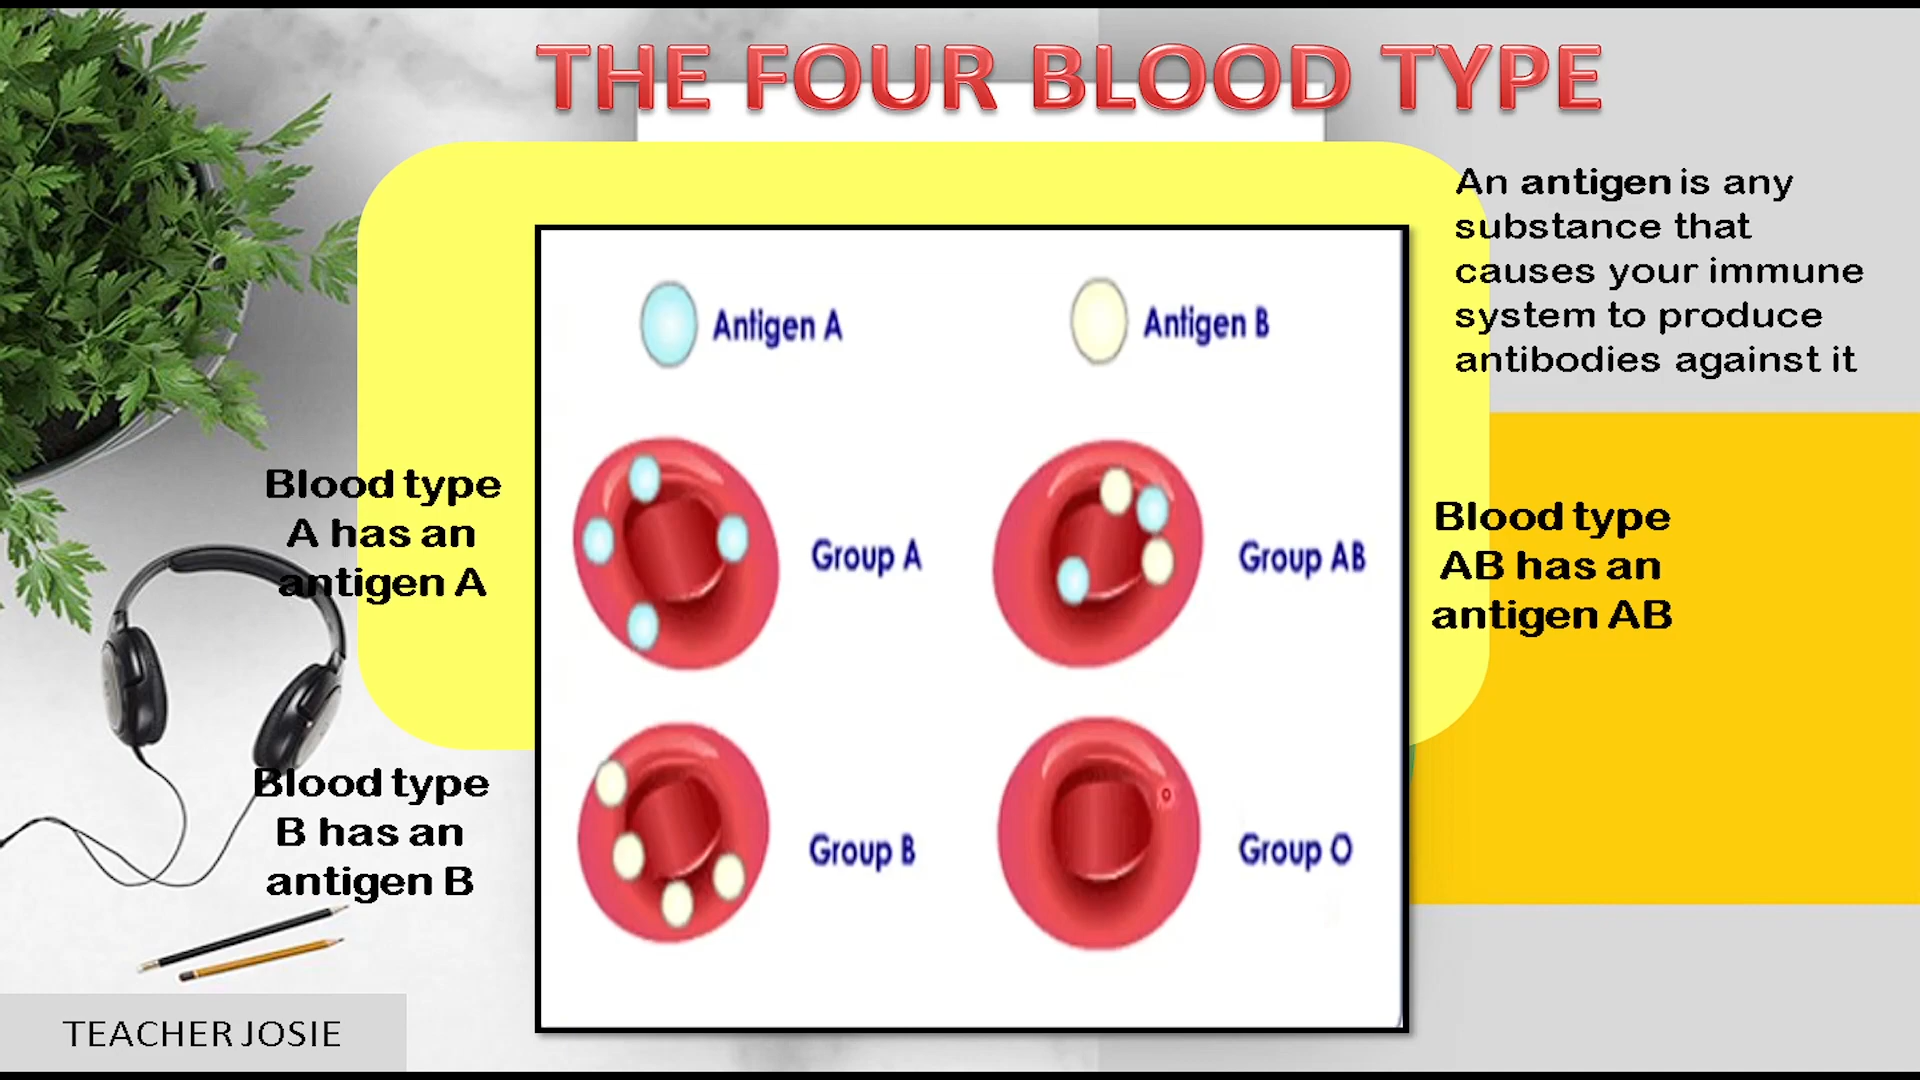 THE FOUR BLOOD TYPE
An antigen is any
substance that
causes your immune
system to produce
antibodies against it
Antigen A
Antigen B
Blood type
A has an
antigen A
Group A
Group AB
Blood type
AB has an
antigen AB
Blood type
B has an
antigen B
Group B
Group O
TEACHER JOSIE